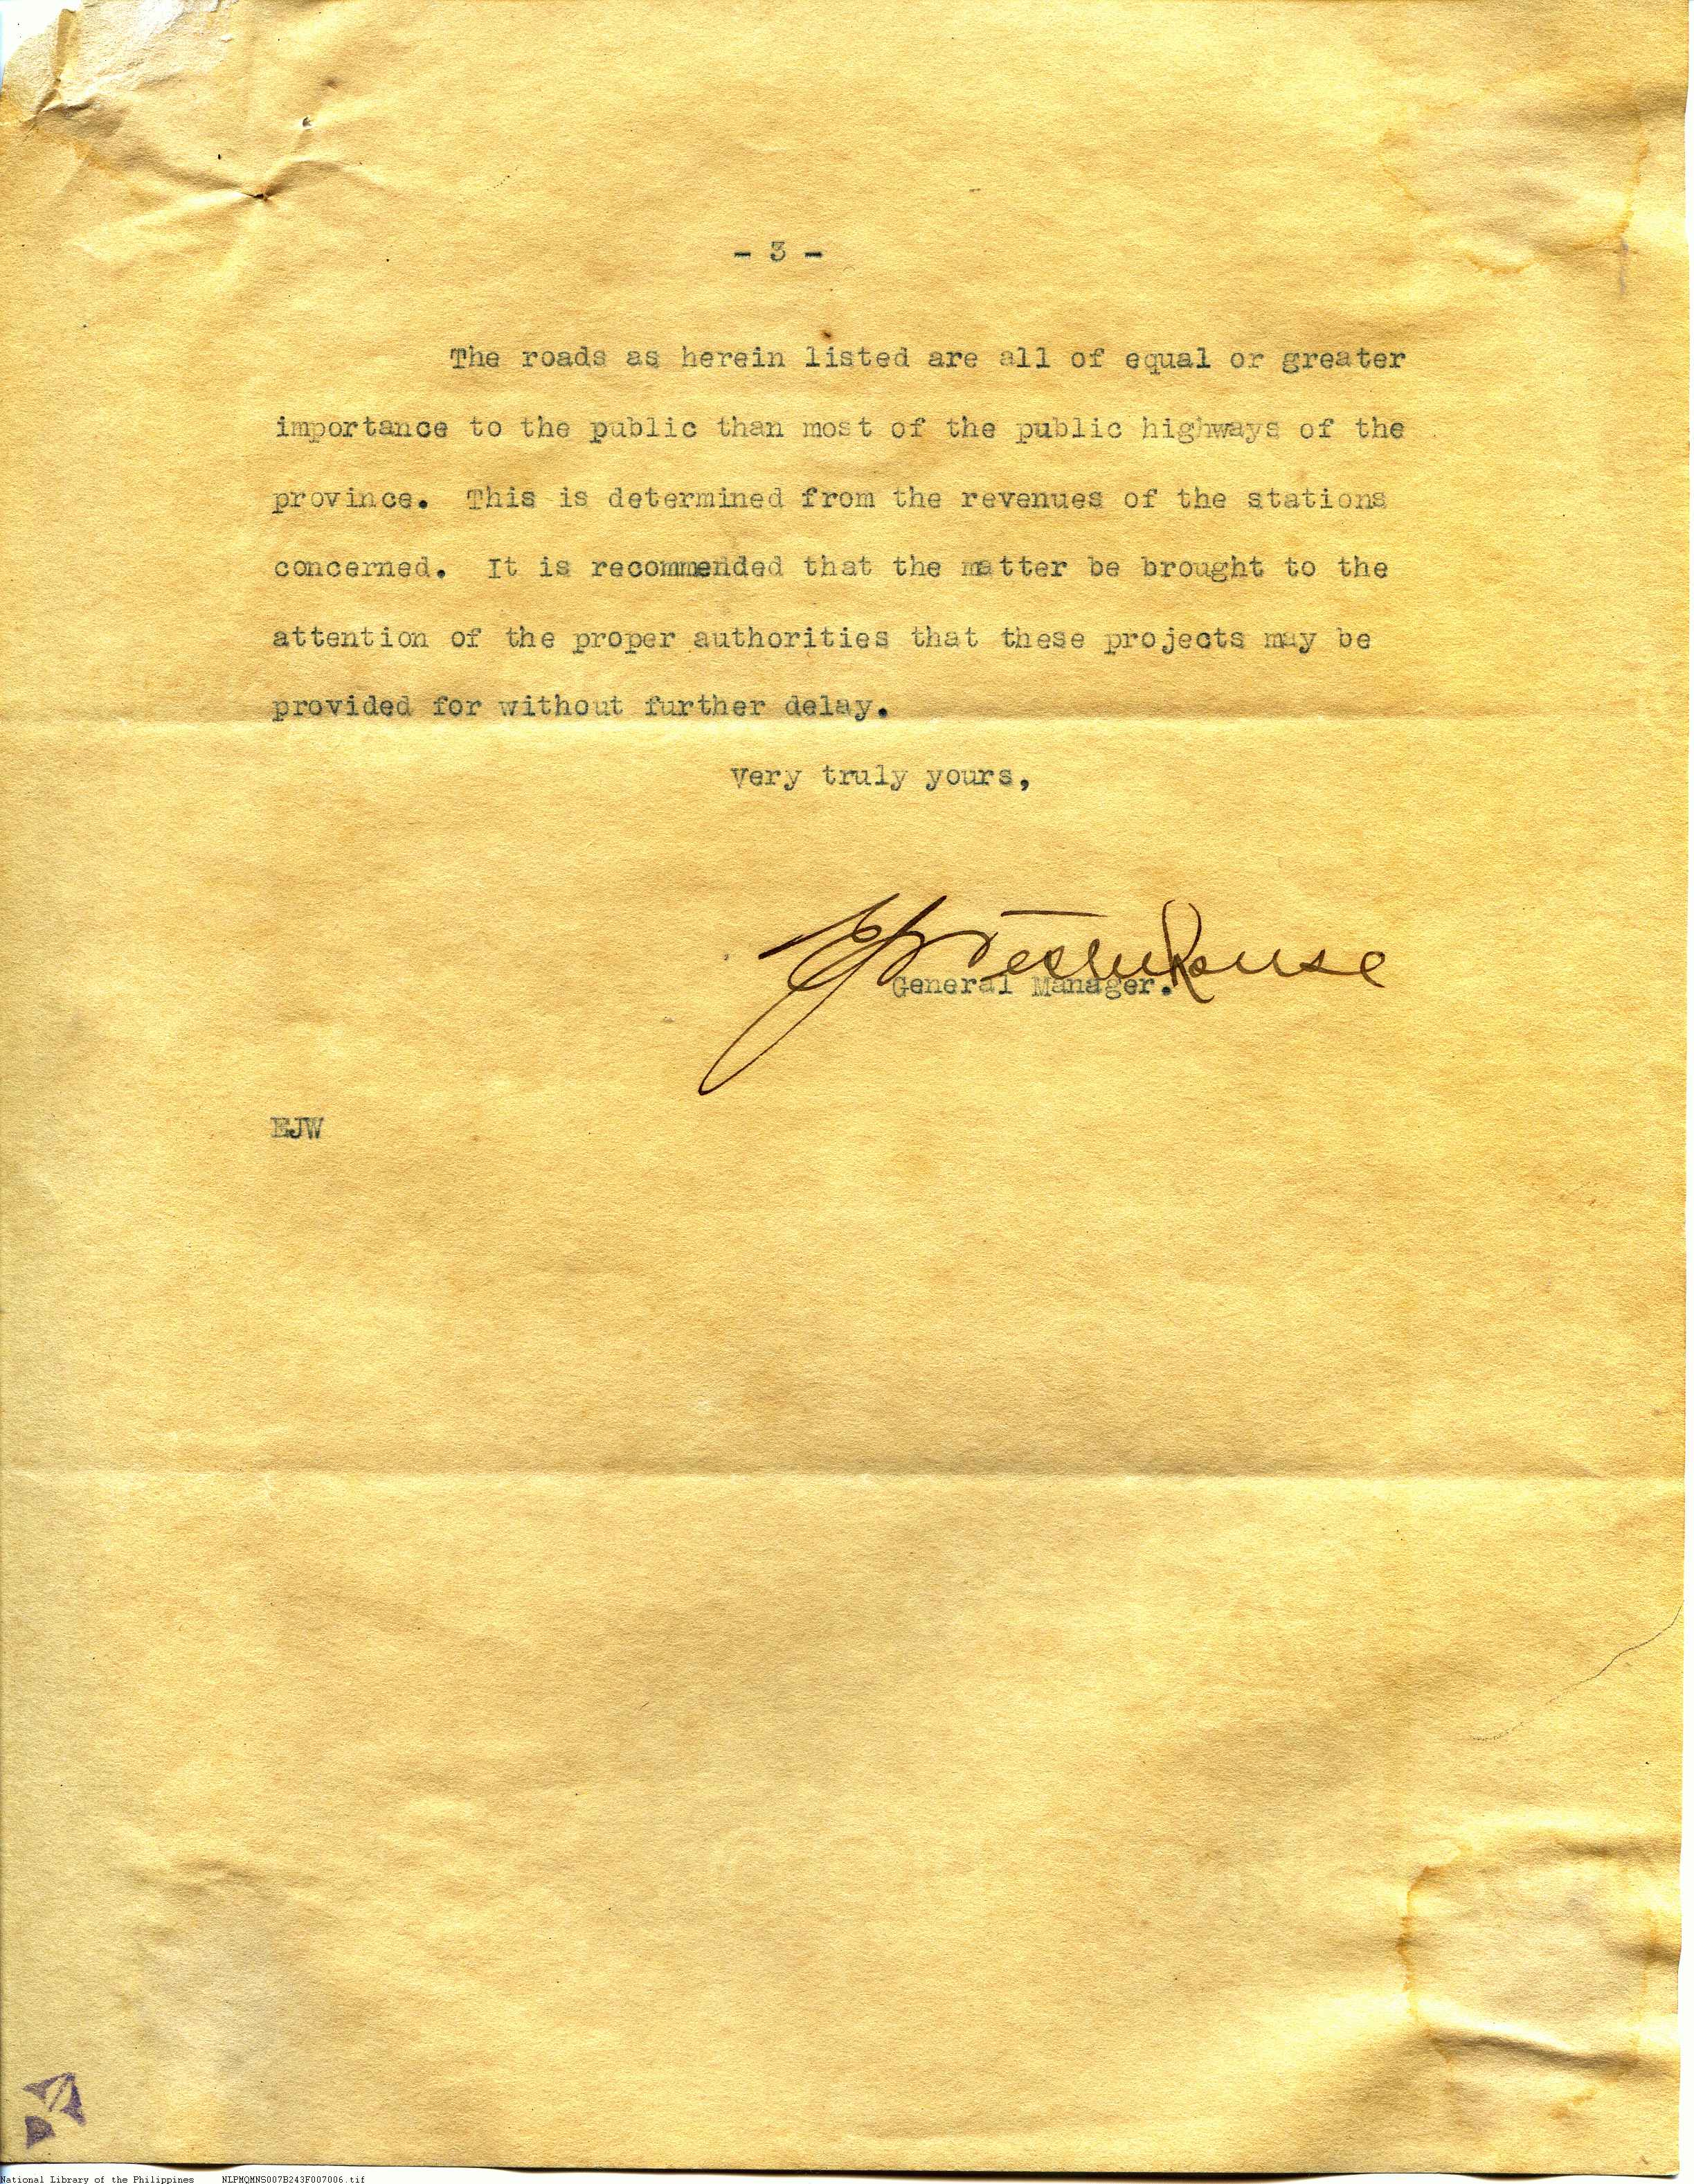 - 3 -
The roads as herein listed are all of equal or greater
importance to the public than most of the public highways of the
province. This is determined from the revenues of the stations
concerned. It is recommended that the matter be brought to the
attention of the proper authorities that these projects may be
provided for without further delay.
Very truly yours,
EJWesterhouse
General Manager.
EJW
National Library of the Philippines NLPMQMNS007B243F007006.tif